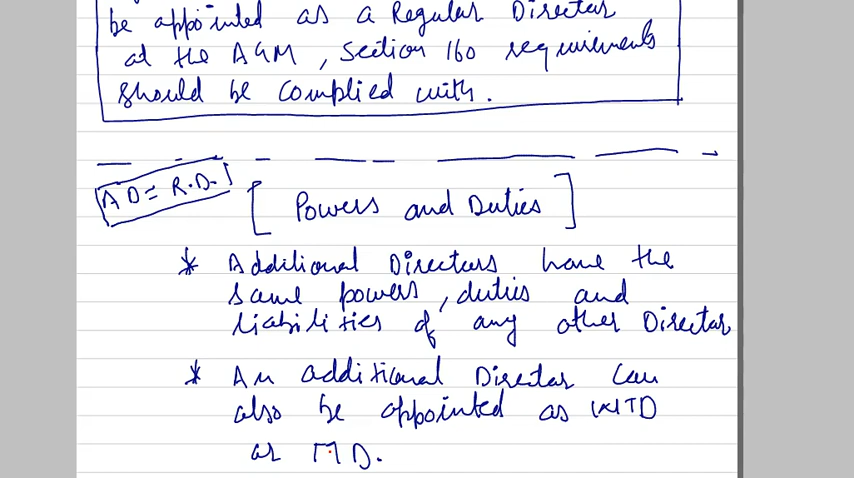 be appointed as a Regular Director
at the AGM, Section 160 requirements
should be complied with.
AD = R.D.
[ Powers and Duties ]
* Additional Directors have the
same powers, duties and
liabilities of any other Director
* An additional Director can
also be appointed as WTD
or MD.